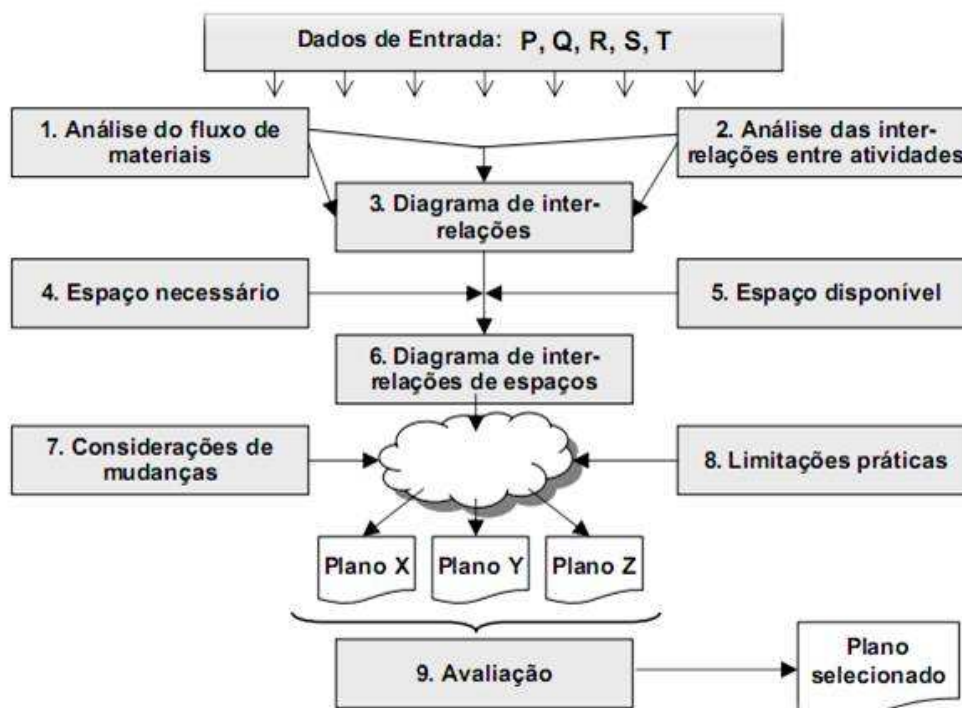 Dados de Entrada: P, Q, R, S, T
1. Análise do fluxo de
materiais
2. Análise das inter-
relações entre atividades
3. Diagrama de inter-
relações
4. Espaço necessário
5. Espaço disponível
6. Diagrama de inter-
relações de espaços
7. Considerações de
mudanças
8. Limitações práticas
Plano X
Plano Y
Plano Z
9. Avaliação
Plano
selecionado